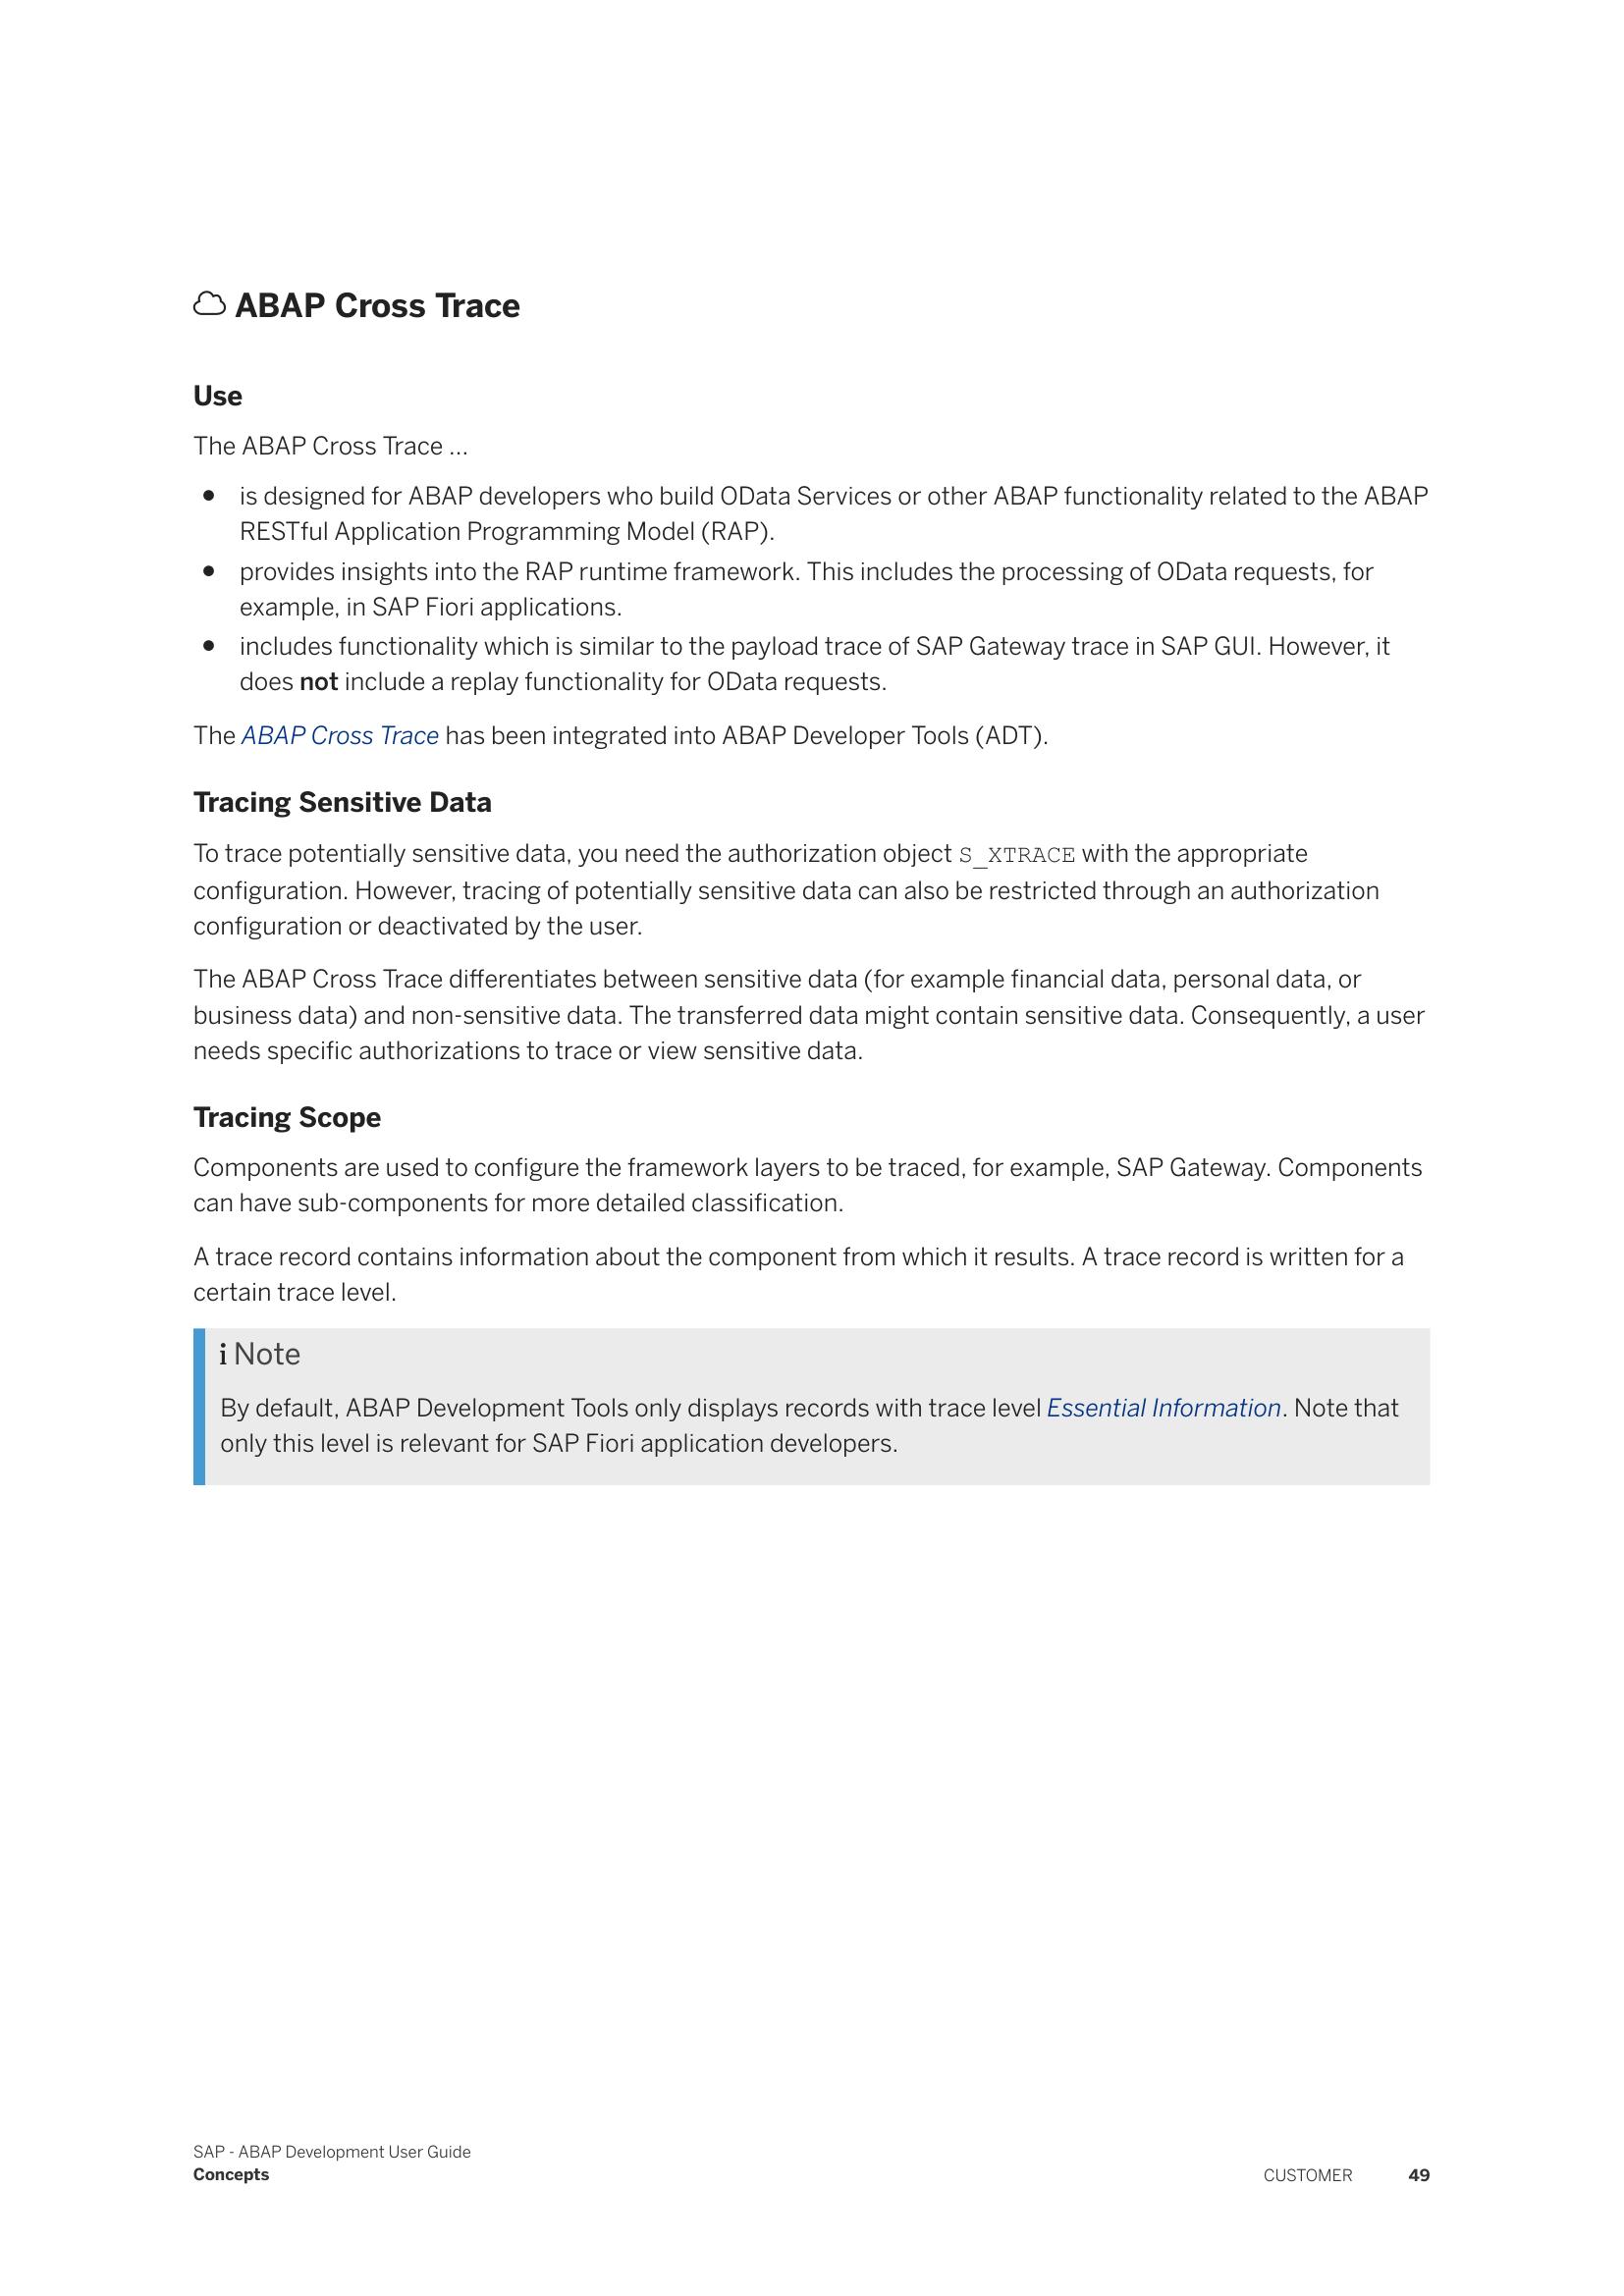 ABAP Cross Trace
Use
The ABAP Cross Trace ...
• is designed for ABAP developers who build OData Services or other ABAP functionality related to the ABAP
RESTful Application Programming Model (RAP).
• provides insights into the RAP runtime framework. This includes the processing of OData requests, for
example, in SAP Fiori applications.
• includes functionality which is similar to the payload trace of SAP Gateway trace in SAP GUI. However, it
does not include a replay functionality for OData requests.
The ABAP Cross Trace has been integrated into ABAP Developer Tools (ADT).
Tracing Sensitive Data
To trace potentially sensitive data, you need the authorization object S_XTRACE with the appropriate
configuration. However, tracing of potentially sensitive data can also be restricted through an authorization
configuration or deactivated by the user.
The ABAP Cross Trace differentiates between sensitive data (for example financial data, personal data, or
business data) and non-sensitive data. The transferred data might contain sensitive data. Consequently, a user
needs specific authorizations to trace or view sensitive data.
Tracing Scope
Components are used to configure the framework layers to be traced, for example, SAP Gateway. Components
can have sub-components for more detailed classification.
A trace record contains information about the component from which it results. A trace record is written for a
certain trace level.
i Note
By default, ABAP Development Tools only displays records with trace level Essential Information. Note that
only this level is relevant for SAP Fiori application developers.
SAP - ABAP Development User Guide
Concepts
CUSTOMER 49